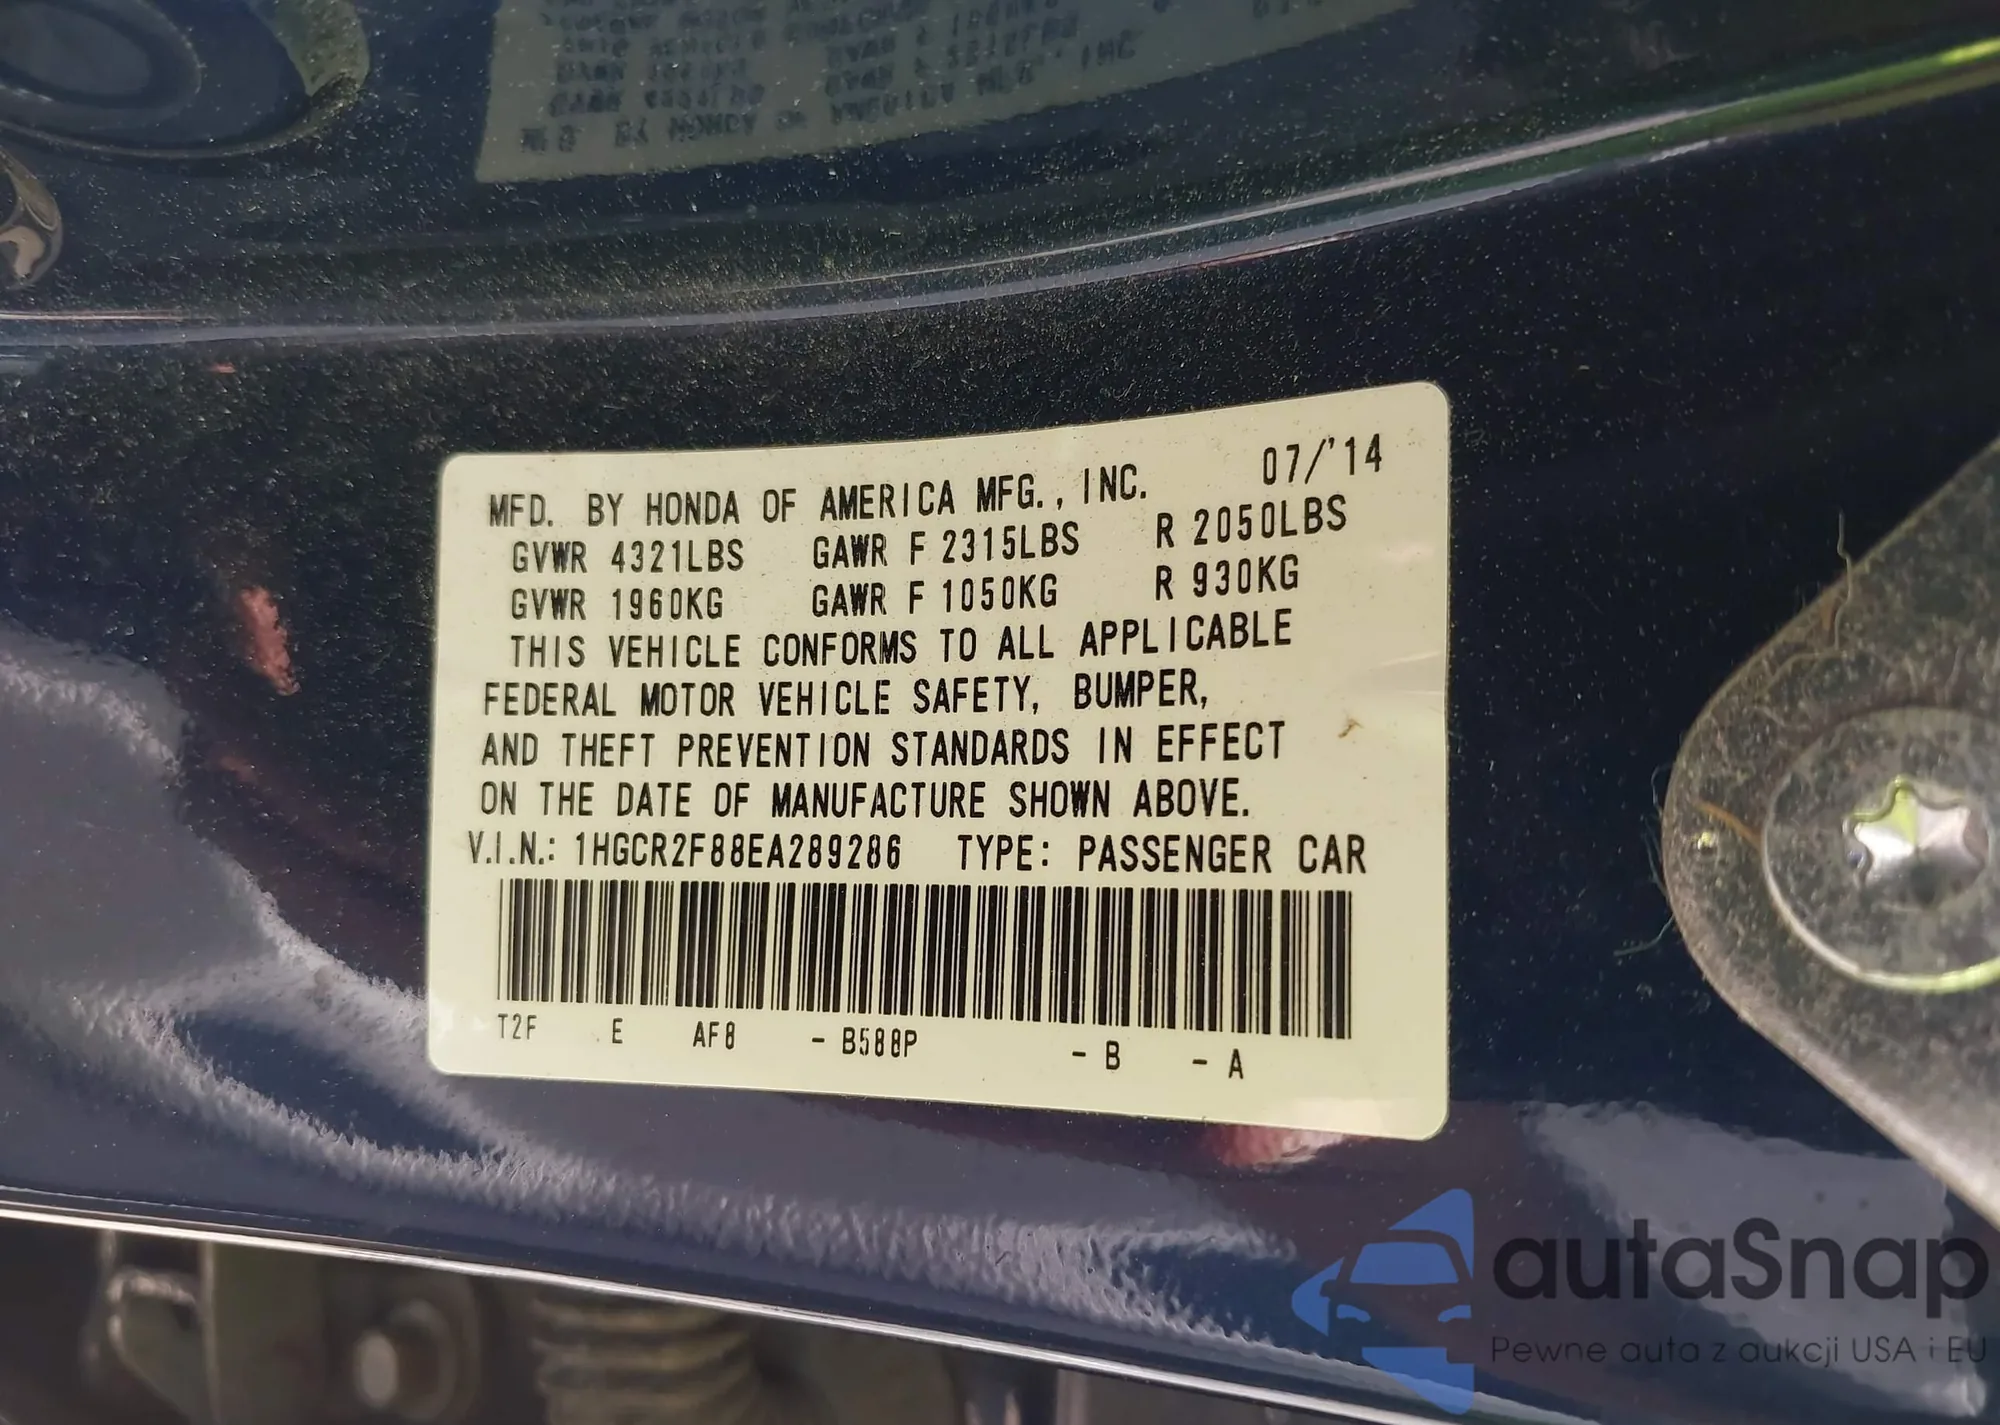 MFD. BY HONDA OF AMERICA MFG., INC. 07/'14
GVWR 4321LBS GAWR F 2315LBS R 2050LBS
GVWR 1960KG GAWR F 1050KG R 930KG
THIS VEHICLE CONFORMS TO ALL APPLICABLE
FEDERAL MOTOR VEHICLE SAFETY, BUMPER,
AND THEFT PREVENTION STANDARDS IN EFFECT
ON THE DATE OF MANUFACTURE SHOWN ABOVE.
V.I.N.: 1HGCR2F88EA289286 TYPE: PASSENGER CAR
T2F E AF8 - B588P - B - A
autaSnap
Pewne auta z aukcji USA i EU